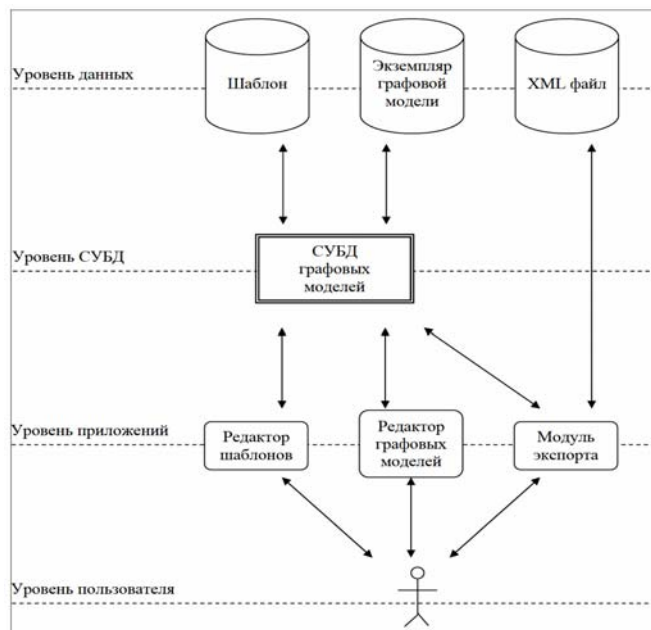 Уровень данных
Шаблон
Экземпляр
графовой
модели
XML файл
Уровень СУБД
СУБД
графовых
моделей
Уровень приложений
Редактор
шаблонов
Редактор
графовых
моделей
Модуль
экспорта
Уровень пользователя